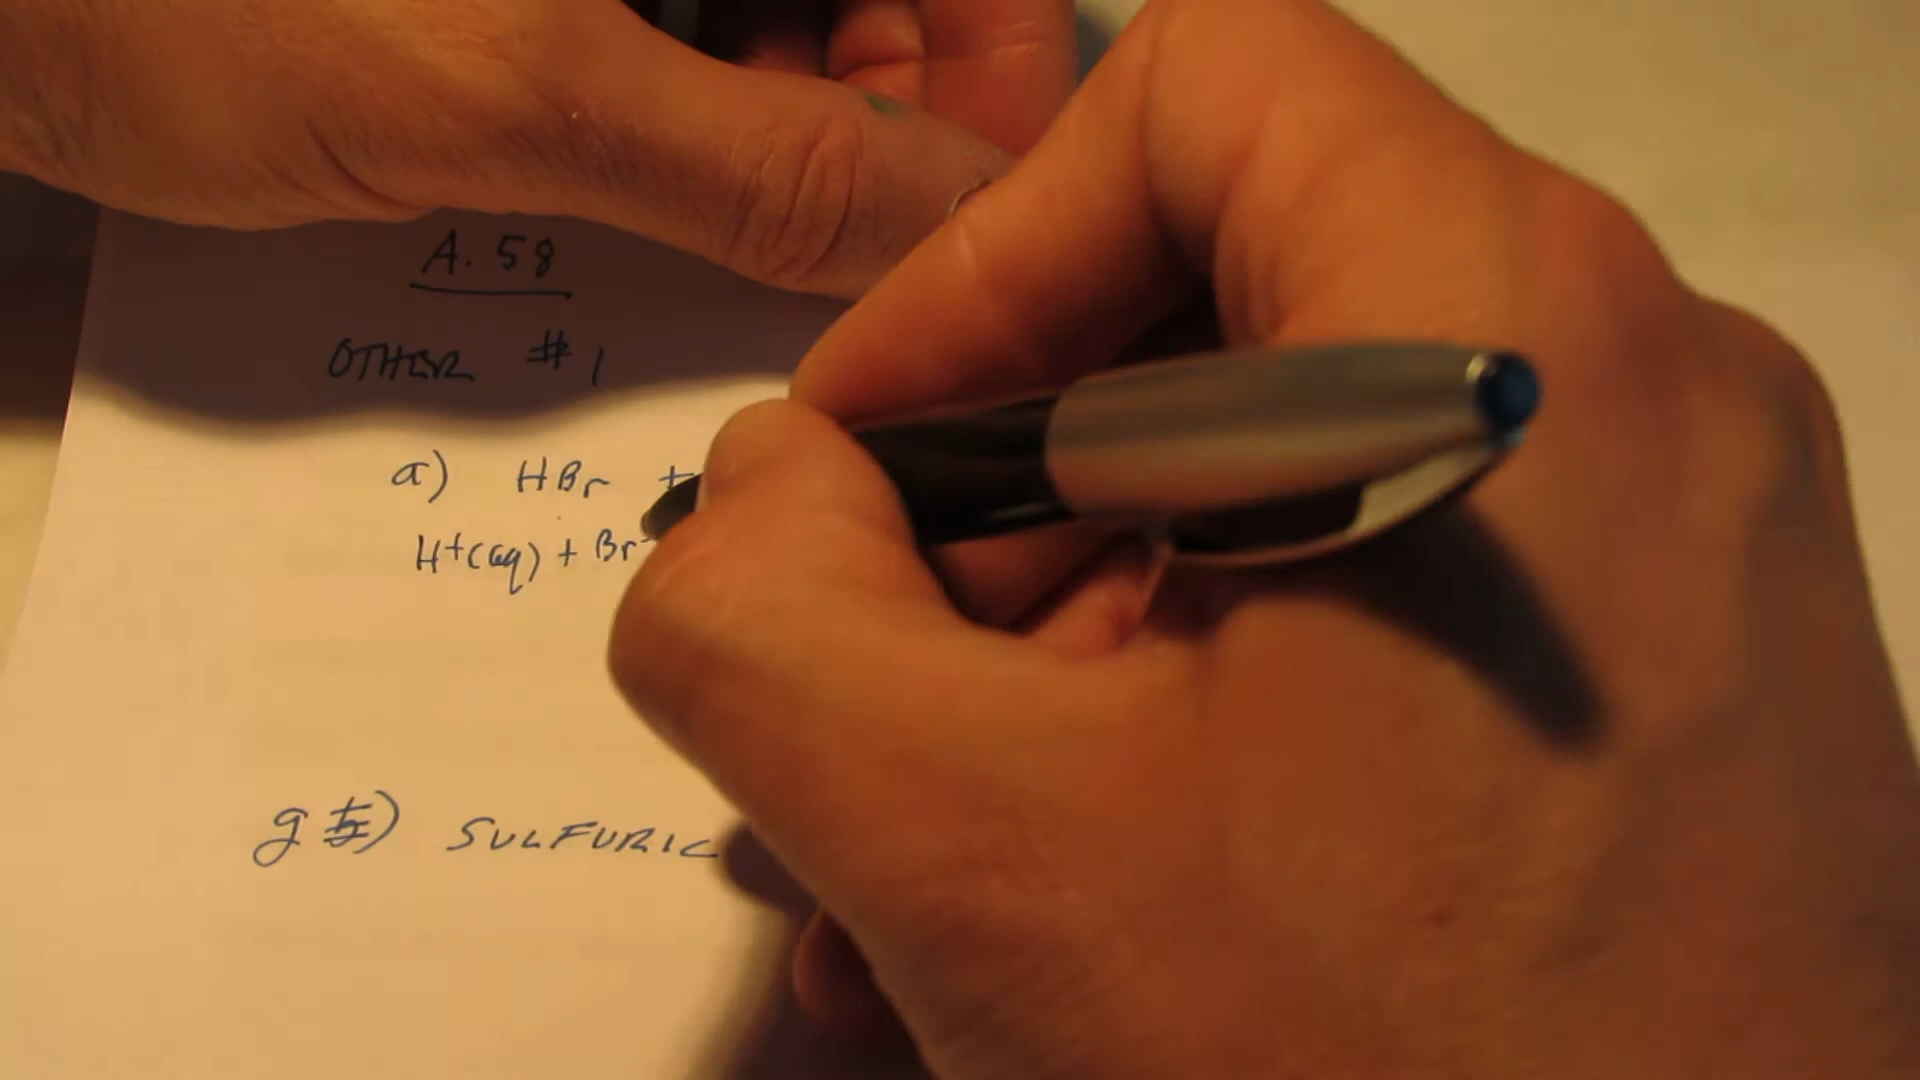 A. 58
OTHER # 1
a) HBr +
H+(aq) + Br-
g) SULFURIC